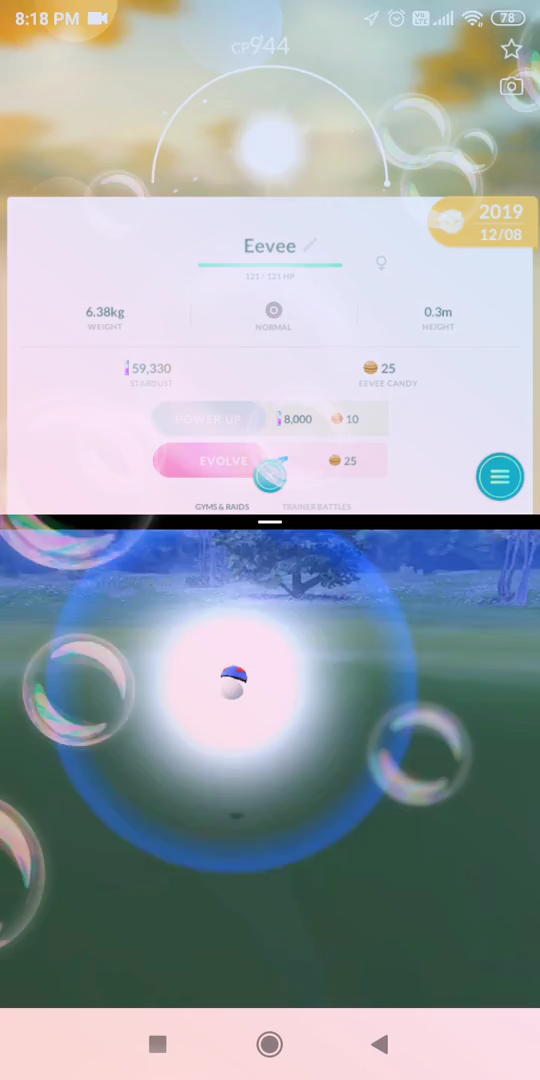 8:18 PM
78
CP944
2019
12/08
Eevee
121 / 121 HP
6.38kg
WEIGHT
NORMAL
0.3m
HEIGHT
59,330
STARDUST
25
EEVEE CANDY
POWER UP
8,000
10
EVOLVE
25
GYMS & RAIDS
TRAINER BATTLES